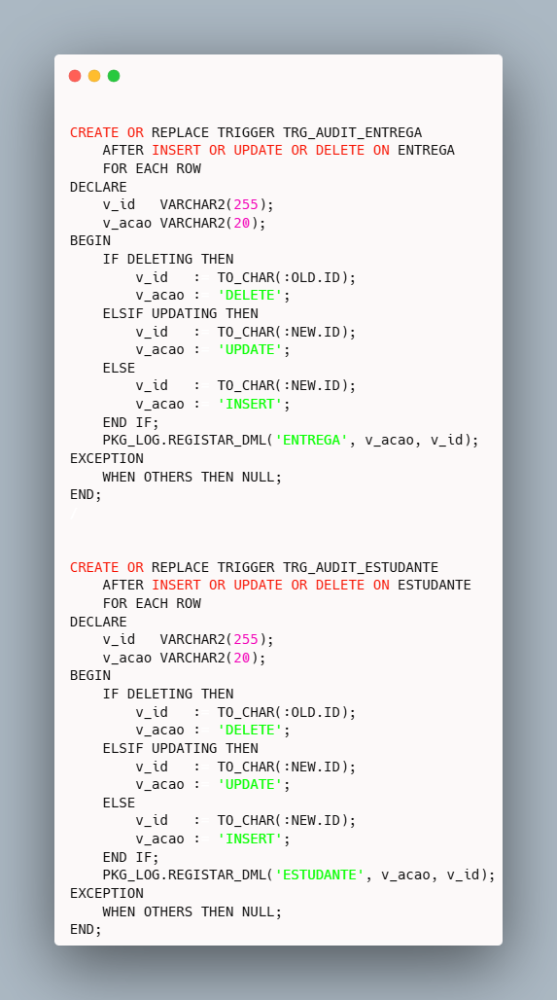 CREATE OR REPLACE TRIGGER TRG_AUDIT_ENTREGA
    AFTER INSERT OR UPDATE OR DELETE ON ENTREGA
    FOR EACH ROW
DECLARE
    v_id   VARCHAR2(255);
    v_acao VARCHAR2(20);
BEGIN
    IF DELETING THEN
        v_id   :  TO_CHAR(:OLD.ID);
        v_acao :  'DELETE';
    ELSIF UPDATING THEN
        v_id   :  TO_CHAR(:NEW.ID);
        v_acao :  'UPDATE';
    ELSE
        v_id   :  TO_CHAR(:NEW.ID);
        v_acao :  'INSERT';
    END IF;
    PKG_LOG.REGISTAR_DML('ENTREGA', v_acao, v_id);
EXCEPTION
    WHEN OTHERS THEN NULL;
END;
/
CREATE OR REPLACE TRIGGER TRG_AUDIT_ESTUDANTE
    AFTER INSERT OR UPDATE OR DELETE ON ESTUDANTE
    FOR EACH ROW
DECLARE
    v_id   VARCHAR2(255);
    v_acao VARCHAR2(20);
BEGIN
    IF DELETING THEN
        v_id   :  TO_CHAR(:OLD.ID);
        v_acao :  'DELETE';
    ELSIF UPDATING THEN
        v_id   :  TO_CHAR(:NEW.ID);
        v_acao :  'UPDATE';
    ELSE
        v_id   :  TO_CHAR(:NEW.ID);
        v_acao :  'INSERT';
    END IF;
    PKG_LOG.REGISTAR_DML('ESTUDANTE', v_acao, v_id);
EXCEPTION
    WHEN OTHERS THEN NULL;
END;